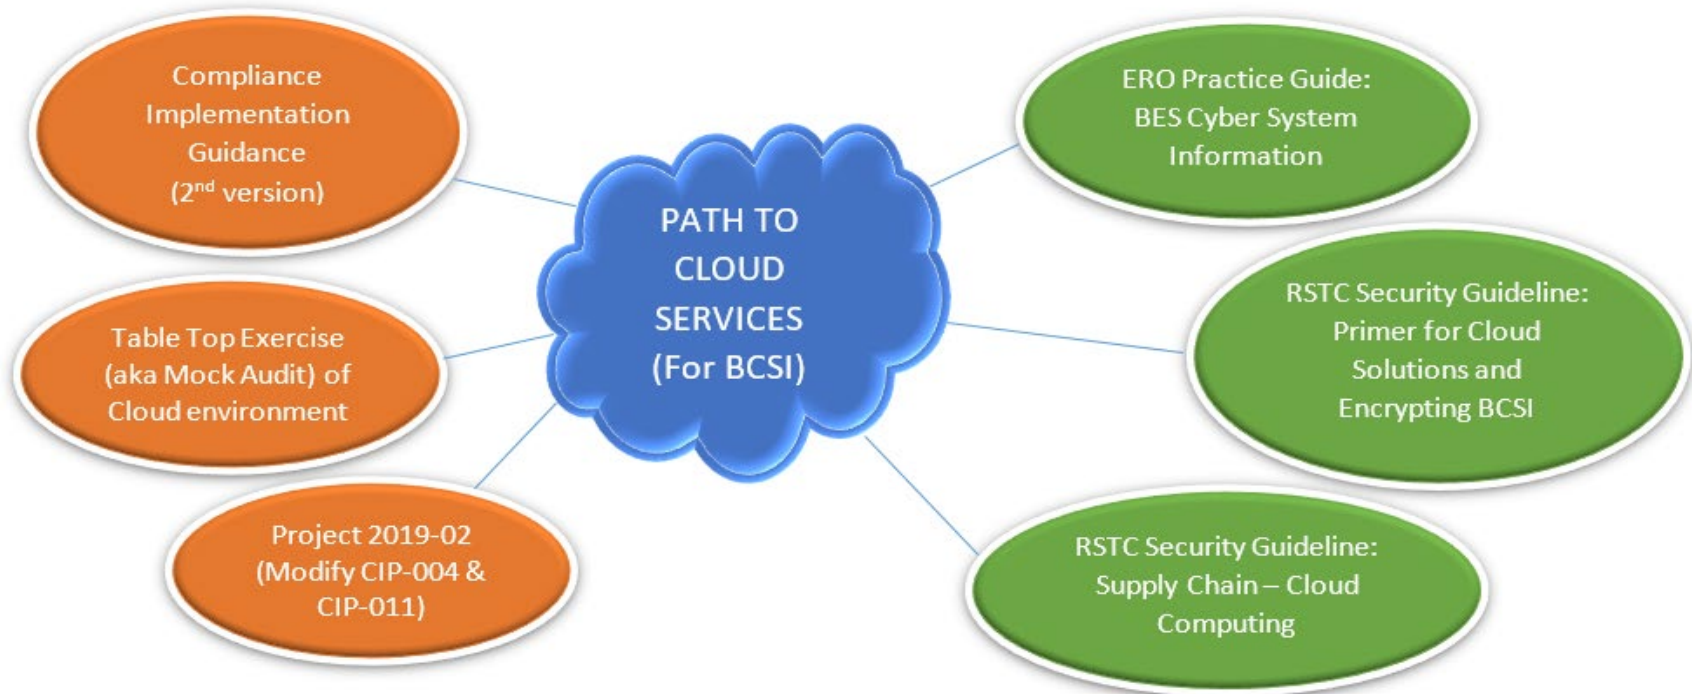 Compliance
Implementation
Guidance
(2nd version)
Table Top Exercise
(aka Mock Audit) of
Cloud environment
Project 2019-02
(Modify CIP-004 &
CIP-011)
PATH TO
CLOUD
SERVICES
(For BCSI)
ERO Practice Guide:
BES Cyber System
Information
RSTC Security Guideline:
Primer for Cloud
Solutions and
Encrypting BCSI
RSTC Security Guideline:
Supply Chain – Cloud
Computing